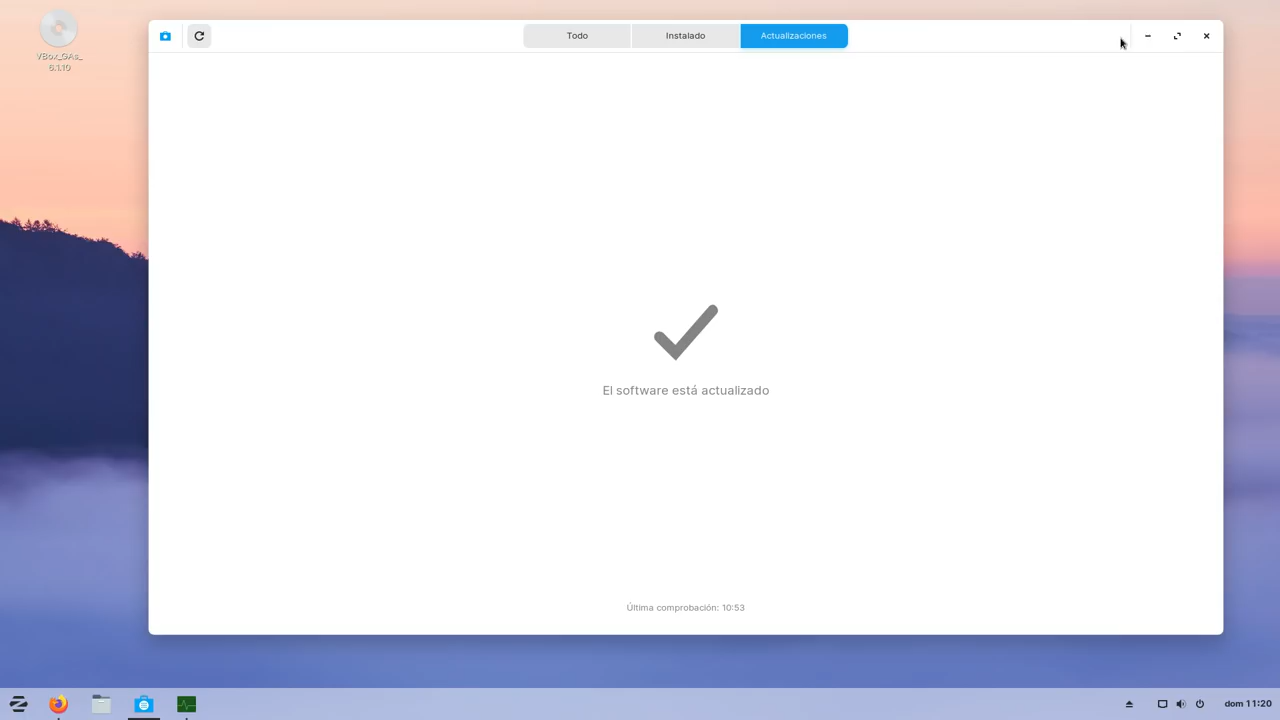 VBox_GAs_
6.1.10
Todo
Instalado
Actualizaciones
El software está actualizado
Última comprobación: 10:53
dom 11:20